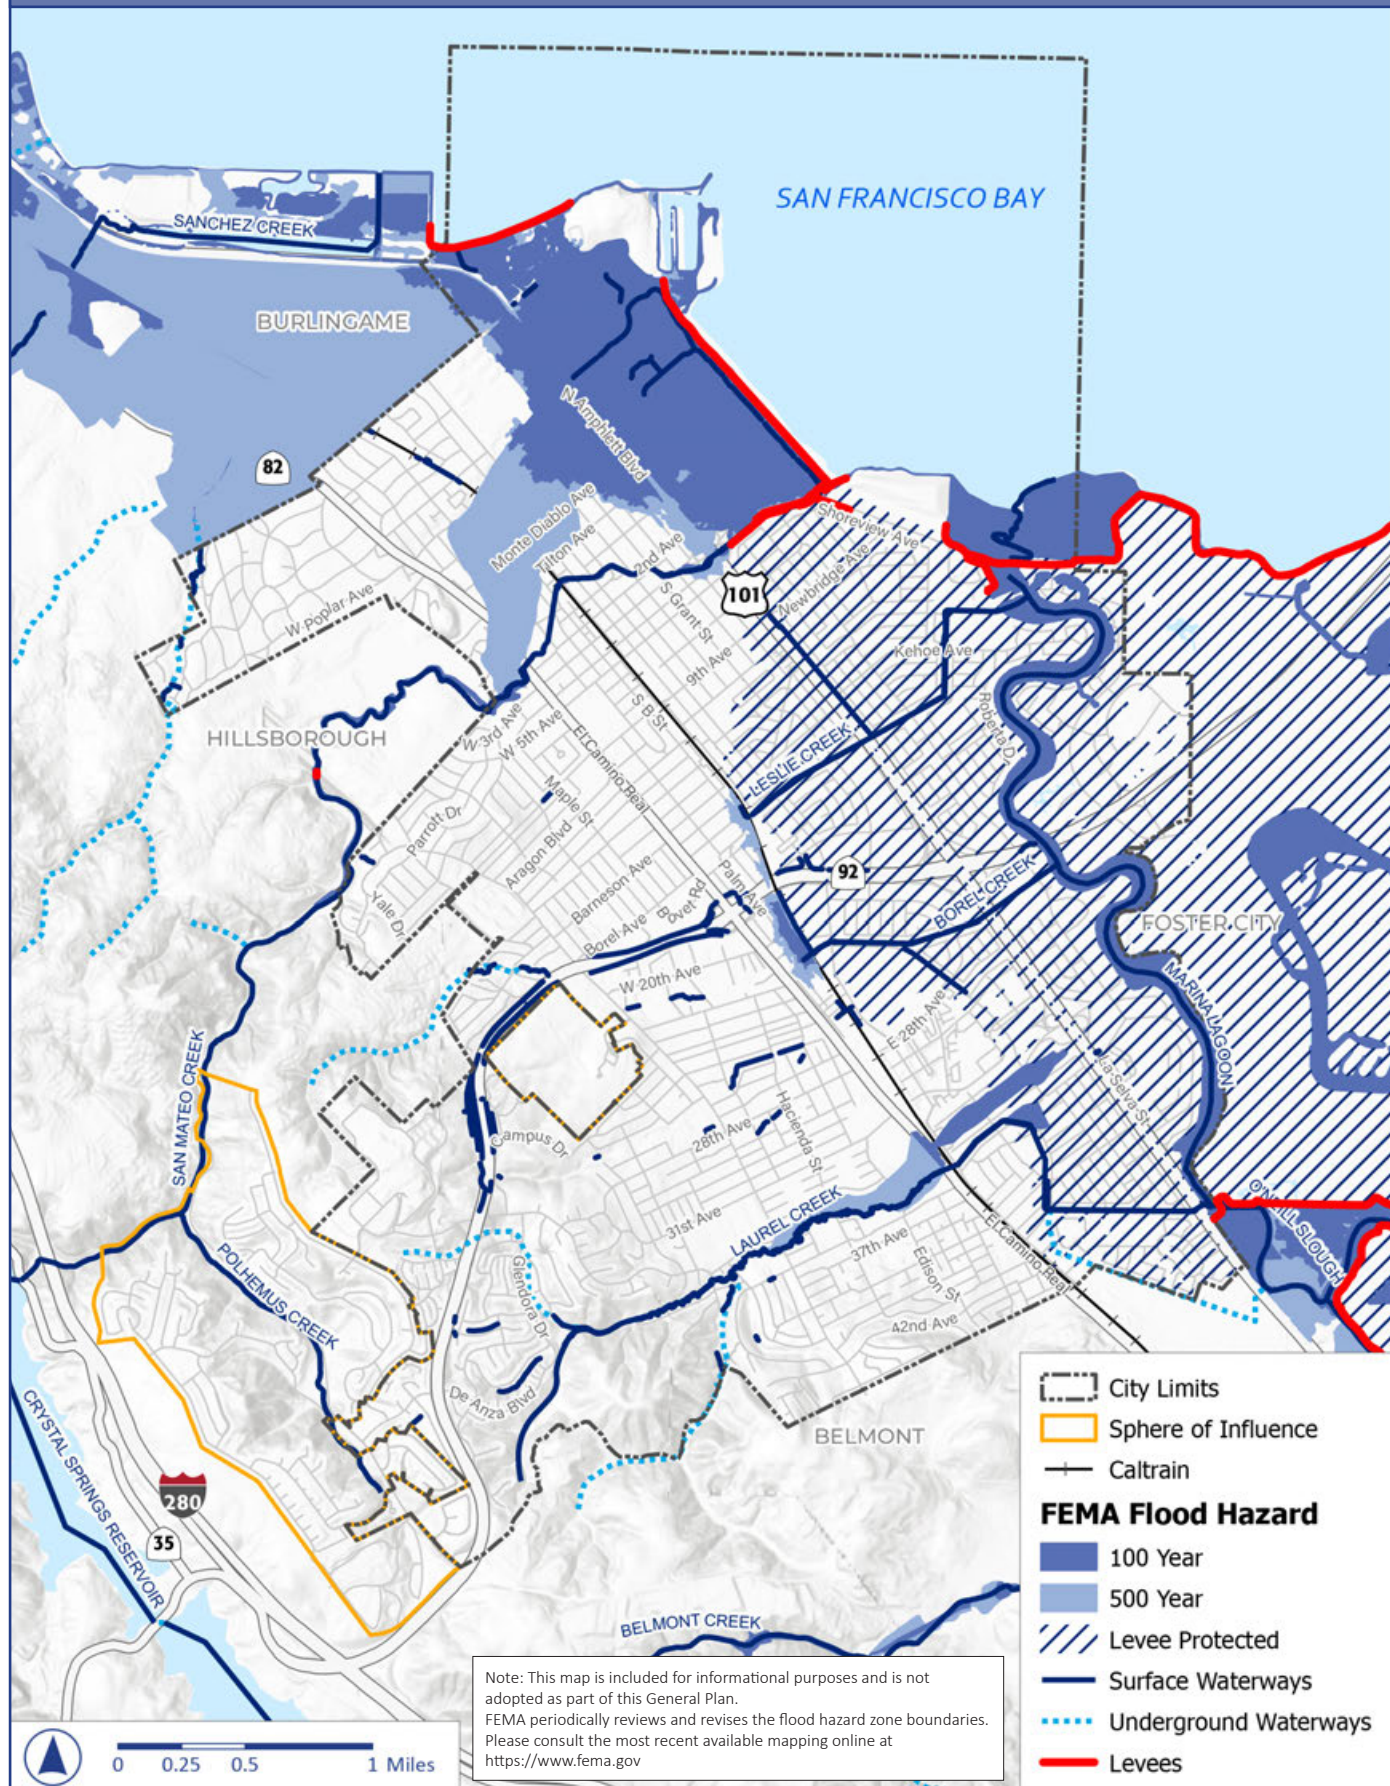 SAN FRANCISCO BAY
SANCHEZ CREEK
BURLINGAME
N Amphlett Blvd
82
Monte Diablo Ave
Tilton Ave
2nd Ave
Shoreview Ave
101
Newbridge Ave
S Grant St
W Poplar Ave
9th Ave
Kehoe Ave
HILLSBOROUGH
W 3rd Ave
W 5th Ave
El Camino Real
S B St
Roberta Dr
LESLIE CREEK
Maple St
Parrott Dr
Aragon Blvd
92
Palm Ave
Barneson Ave
Bovet Rd
Borel Ave
BOREL CREEK
Yale Dr
FOSTER CITY
W 20th Ave
MARINA LAGOON
E 28th Ave
SAN MATEO CREEK
La Selva St
Hacienda St
Campus Dr
28th Ave
O'NEILL SLOUGH
LAUREL CREEK
31st Ave
37th Ave
El Camino Real
Edison St
POLHEMUS CREEK
Glendora Dr
42nd Ave
De Anza Blvd
CRYSTAL SPRINGS RESERVOIR
BELMONT
280
35
BELMONT CREEK
City Limits
Sphere of Influence
Caltrain
FEMA Flood Hazard
100 Year
500 Year
Levee Protected
Surface Waterways
Underground Waterways
Levees
Note: This map is included for informational purposes and is not
adopted as part of this General Plan.
FEMA periodically reviews and revises the flood hazard zone boundaries.
Please consult the most recent available mapping online at
https://www.fema.gov
0 0.25 0.5 1 Miles